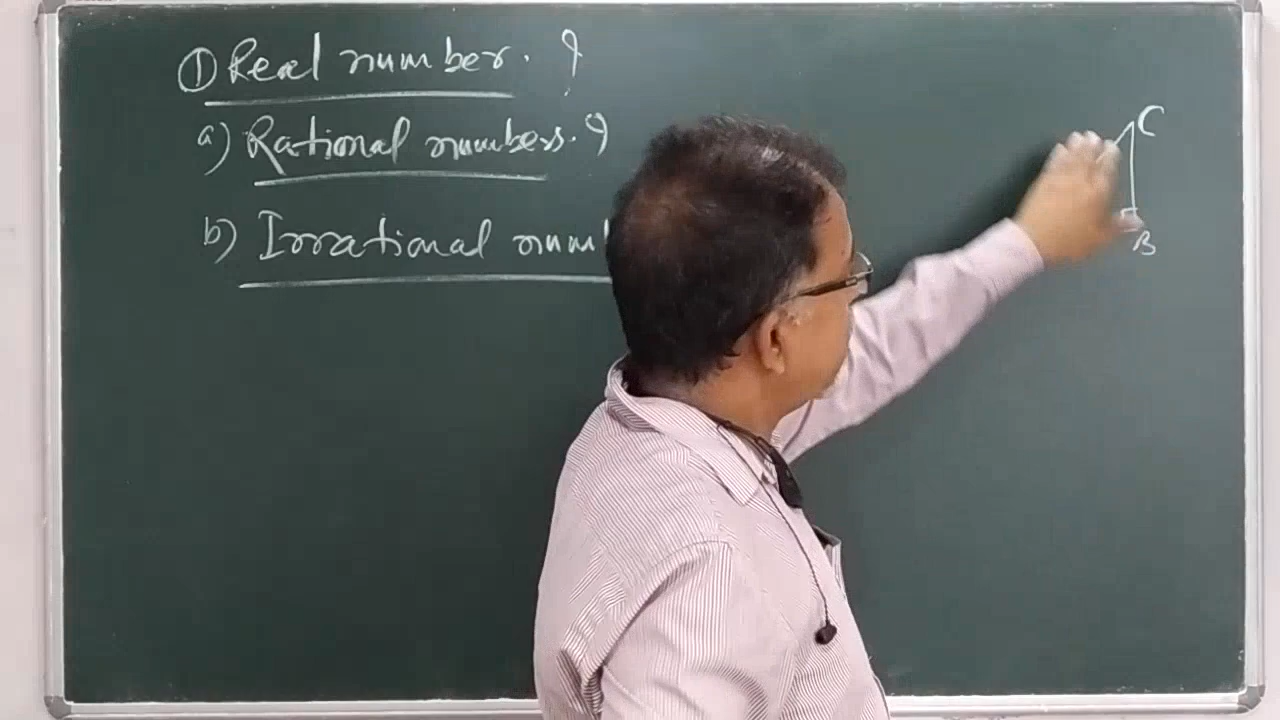 ① Real number. ?
a) Rational numbers. ?
b) Irrational num
C
B